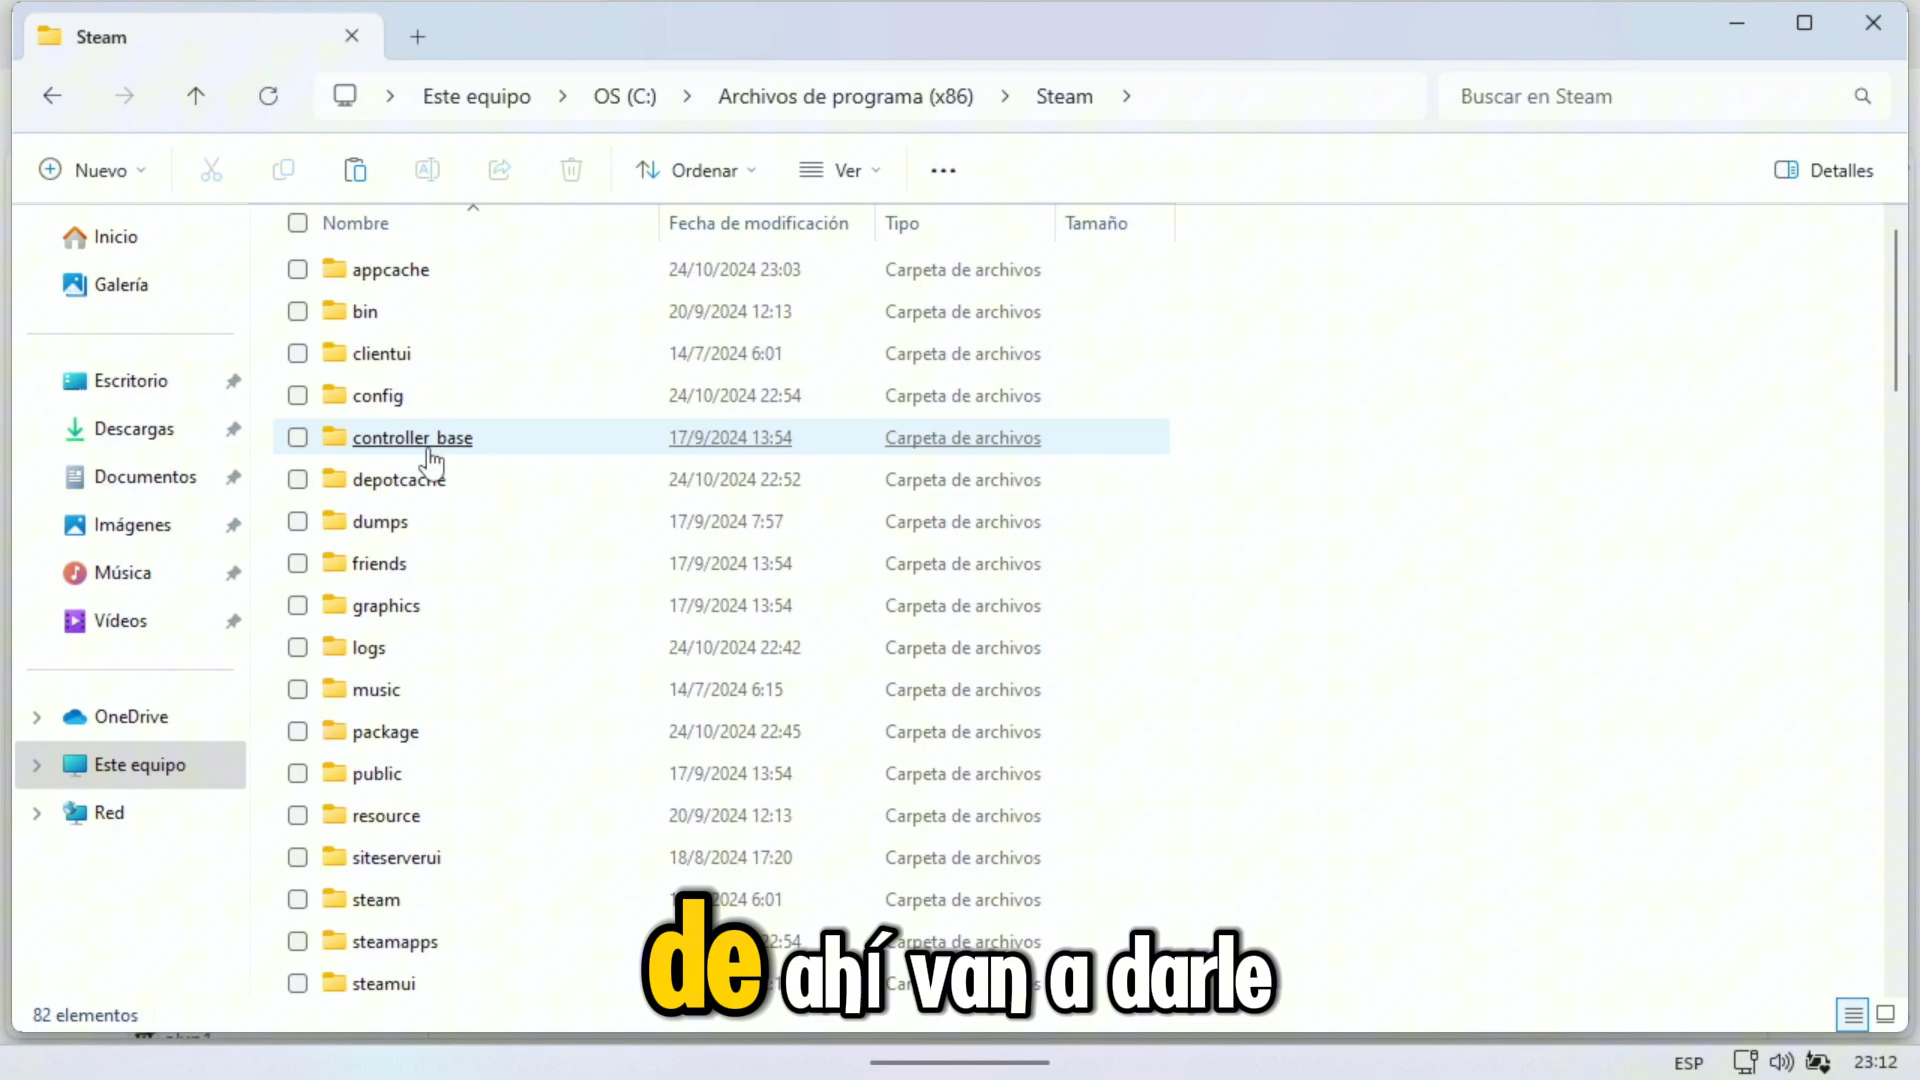 Steam
Este equipo > OS (C:) > Archivos de programa (x86) > Steam >
Buscar en Steam
Nuevo
Ordenar
Ver
Detalles
Nombre Fecha de modificación Tipo Tamaño
Inicio
Galería
Escritorio
Descargas
Documentos
Imágenes
Música
Vídeos
OneDrive
Este equipo
Red
appcache 24/10/2024 23:03 Carpeta de archivos
bin 20/9/2024 12:13 Carpeta de archivos
clientui 14/7/2024 6:01 Carpeta de archivos
config 24/10/2024 22:54 Carpeta de archivos
controller_base 17/9/2024 13:54 Carpeta de archivos
depotcache 24/10/2024 22:52 Carpeta de archivos
dumps 17/9/2024 7:57 Carpeta de archivos
friends 17/9/2024 13:54 Carpeta de archivos
graphics 17/9/2024 13:54 Carpeta de archivos
logs 24/10/2024 22:42 Carpeta de archivos
music 14/7/2024 6:15 Carpeta de archivos
package 24/10/2024 22:45 Carpeta de archivos
public 17/9/2024 13:54 Carpeta de archivos
resource 20/9/2024 12:13 Carpeta de archivos
siteserverui 18/8/2024 17:20 Carpeta de archivos
steam 6:01 Carpeta de archivos
steamapps Carpeta de archivos
steamui
de ahí van a darle
82 elementos
ESP
23:12